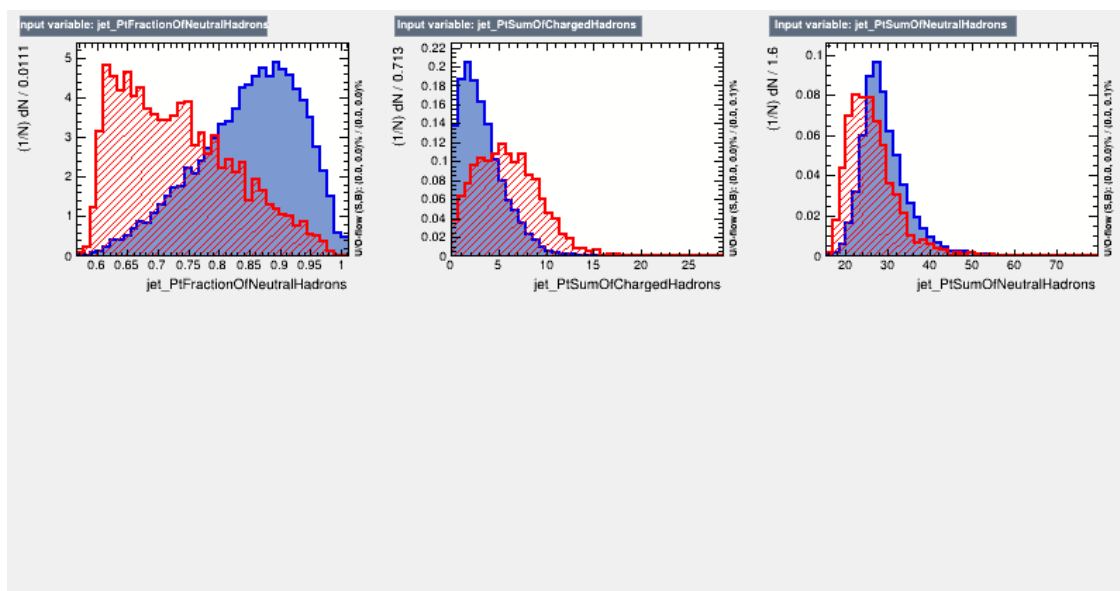 nput variable: jet_PtFractionOfNeutralHadrons
(1/N) dN / 0.0111
5
4
3
2
1
0
0.6 0.65 0.7 0.75 0.8 0.85 0.9 0.95 1
jet_PtFractionOfNeutralHadrons
U/O-flow (S,B): (0.0, 0.0)% / (0.0, 0.0)%
Input variable: jet_PtSumOfChargedHadrons
(1/N) dN / 0.713
0.22
0.2
0.18
0.16
0.14
0.12
0.1
0.08
0.06
0.04
0.02
0
0 5 10 15 20 25
jet_PtSumOfChargedHadrons
U/O-flow (S,B): (0.0, 0.0)% / (0.0, 0.1)%
Input variable: jet_PtSumOfNeutralHadrons
(1/N) dN / 1.6
0.1
0.08
0.06
0.04
0.02
0
20 30 40 50 60 70
jet_PtSumOfNeutralHadrons
U/O-flow (S,B): (0.0, 0.0)% / (0.0, 0.1)%